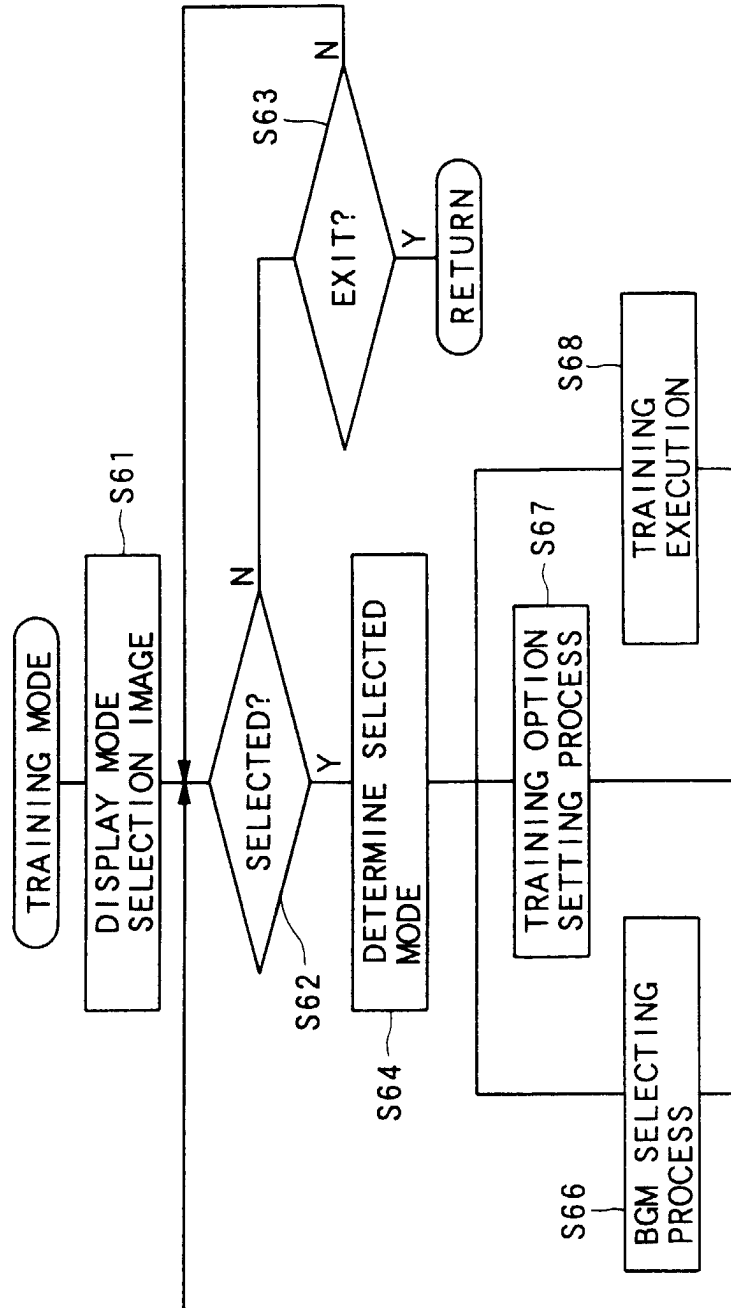 TRAINING MODE
DISPLAY MODE
SELECTION IMAGE
S61
SELECTED?
S62
N
Y
EXIT?
S63
N
Y
RETURN
DETERMINE SELECTED
MODE
S64
BGM SELECTING
PROCESS
S66
TRAINING OPTION
SETTING PROCESS
S67
TRAINING
EXECUTION
S68